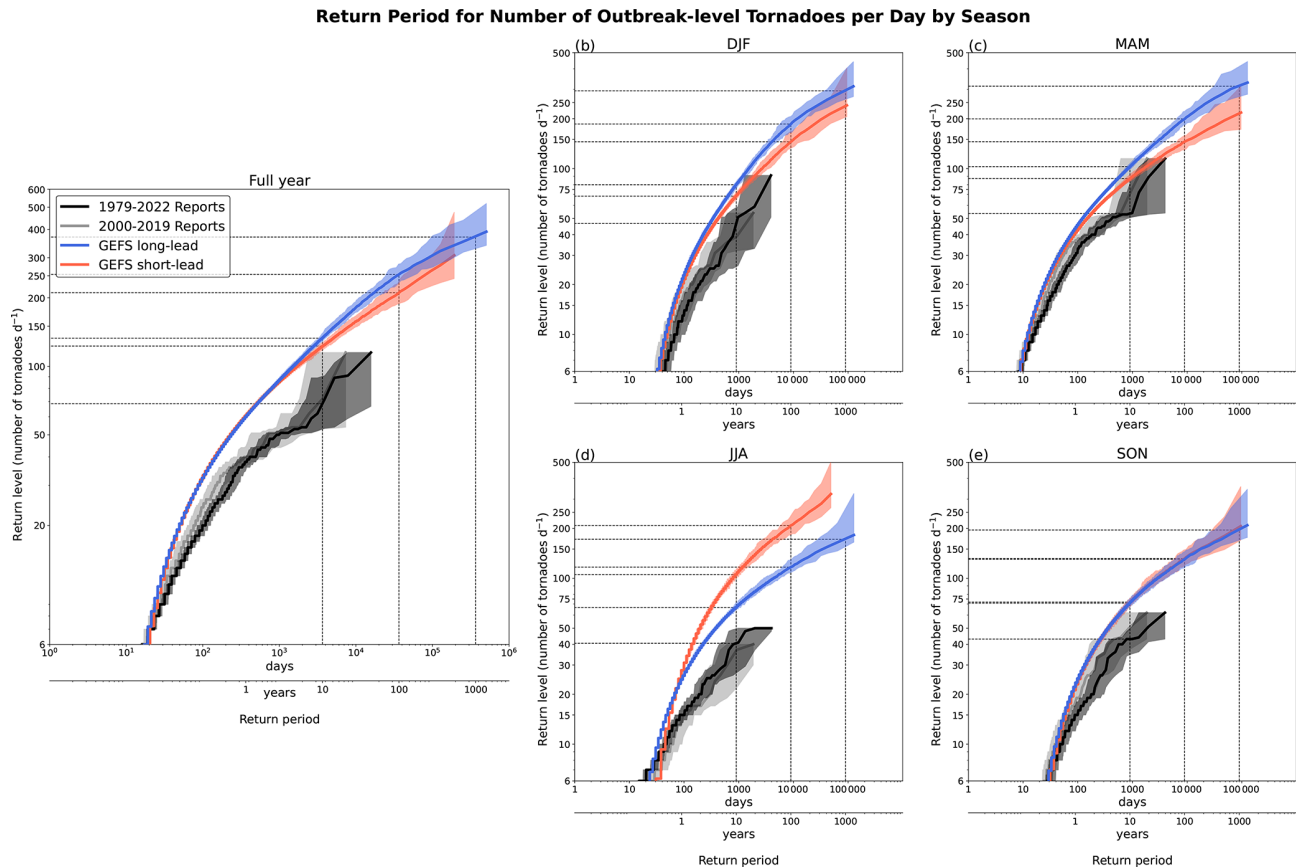 Return Period for Number of Outbreak-level Tornadoes per Day by Season
Full year
Return level (number of tornadoes d⁻¹)
600
500
400
350
300
250
200
150
100
50
20
6
1979-2022 Reports
2000-2019 Reports
GEFS long-lead
GEFS short-lead
10⁰ 10¹ 10² 10³ 10⁴ 10⁵ 10⁶
days
1 10 100 1000
years
Return period
(b) DJF
Return level (number of tornadoes d⁻¹)
500
250
200
150
100
75
50
40
30
20
15
10
6
1 10 100 1000 10 000 100 000
days
1 10 100 1000
years
(c) MAM
Return level (number of tornadoes d⁻¹)
500
250
200
150
100
75
50
40
30
20
15
10
6
1 10 100 1000 10 000 100 000
days
1 10 100 1000
years
(d) JJA
Return level (number of tornadoes d⁻¹)
500
250
200
150
100
75
50
40
30
20
15
10
6
1 10 100 1000 10 000 100 000
days
1 10 100 1000
years
Return period
(e) SON
Return level (number of tornadoes d⁻¹)
500
250
200
150
100
75
50
40
30
20
15
10
6
1 10 100 1000 10 000 100 000
days
1 10 100 1000
years
Return period